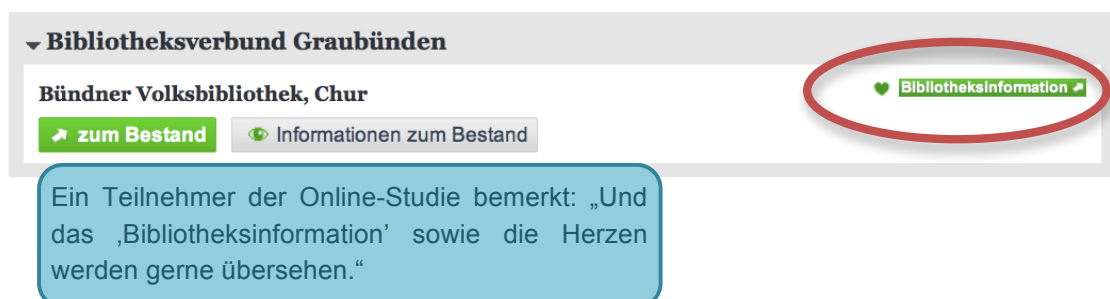 Bibliotheksverbund Graubünden
Bündner Volksbibliothek, Chur
Bibliotheksinformation
zum Bestand
Informationen zum Bestand
Ein Teilnehmer der Online-Studie bemerkt: „Und
das ‚Bibliotheksinformation’ sowie die Herzen
werden gerne übersehen.“